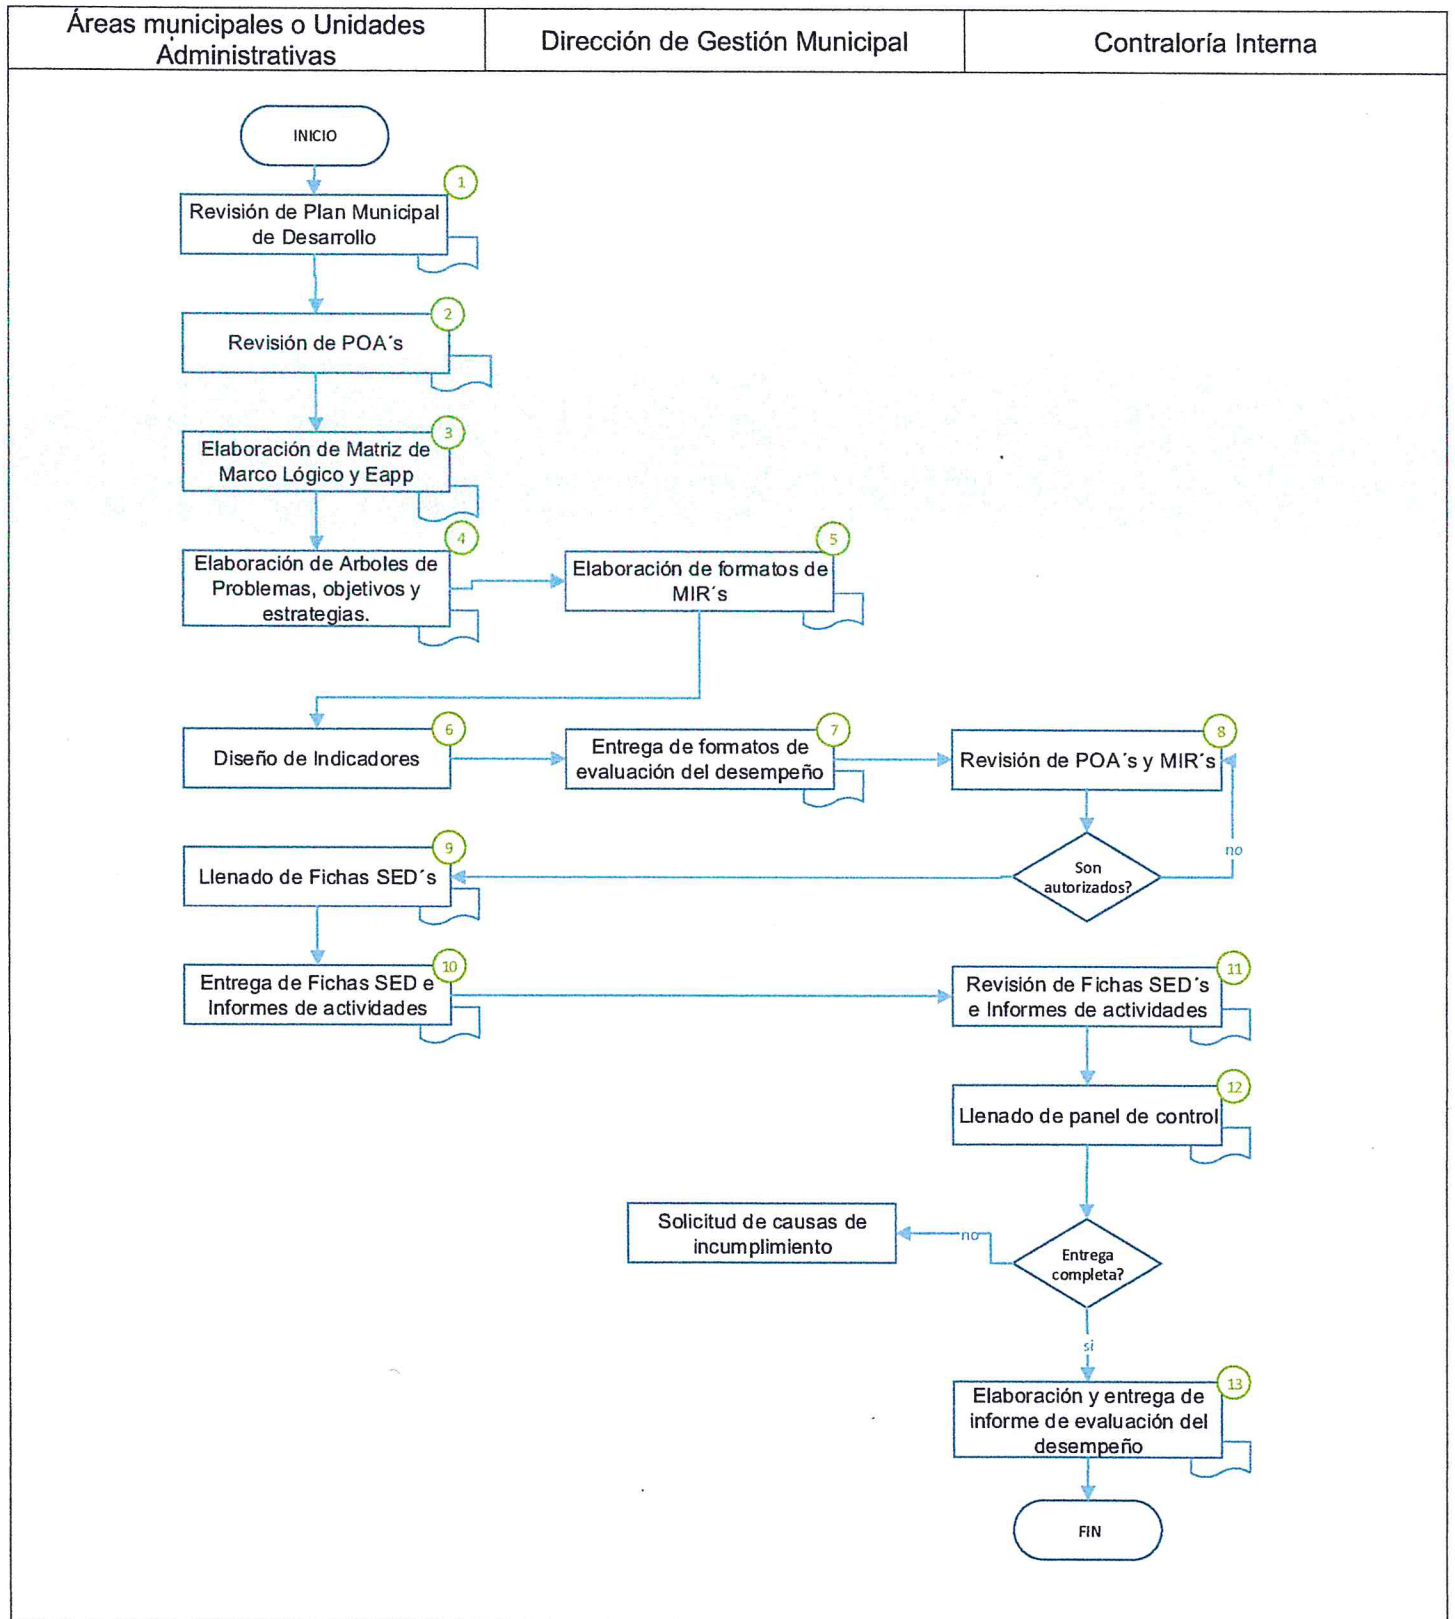 Áreas municipales o Unidades
Administrativas
Dirección de Gestión Municipal
Contraloría Interna
INICIO
1
Revisión de Plan Municipal
de Desarrollo
2
Revisión de POA´s
3
Elaboración de Matriz de
Marco Lógico y Eapp
4
Elaboración de Arboles de
Problemas, objetivos y
estrategias.
5
Elaboración de formatos de
MIR´s
6
Diseño de Indicadores
7
Entrega de formatos de
evaluación del desempeño
8
Revisión de POA´s y MIR´s
no
Son
autorizados?
9
Llenado de Fichas SED´s
10
Entrega de Fichas SED e
Informes de actividades
11
Revisión de Fichas SED´s
e Informes de actividades
12
Llenado de panel de control
Solicitud de causas de
incumplimiento
no
Entrega
completa?
si
13
Elaboración y entrega de
informe de evaluación del
desempeño
FIN